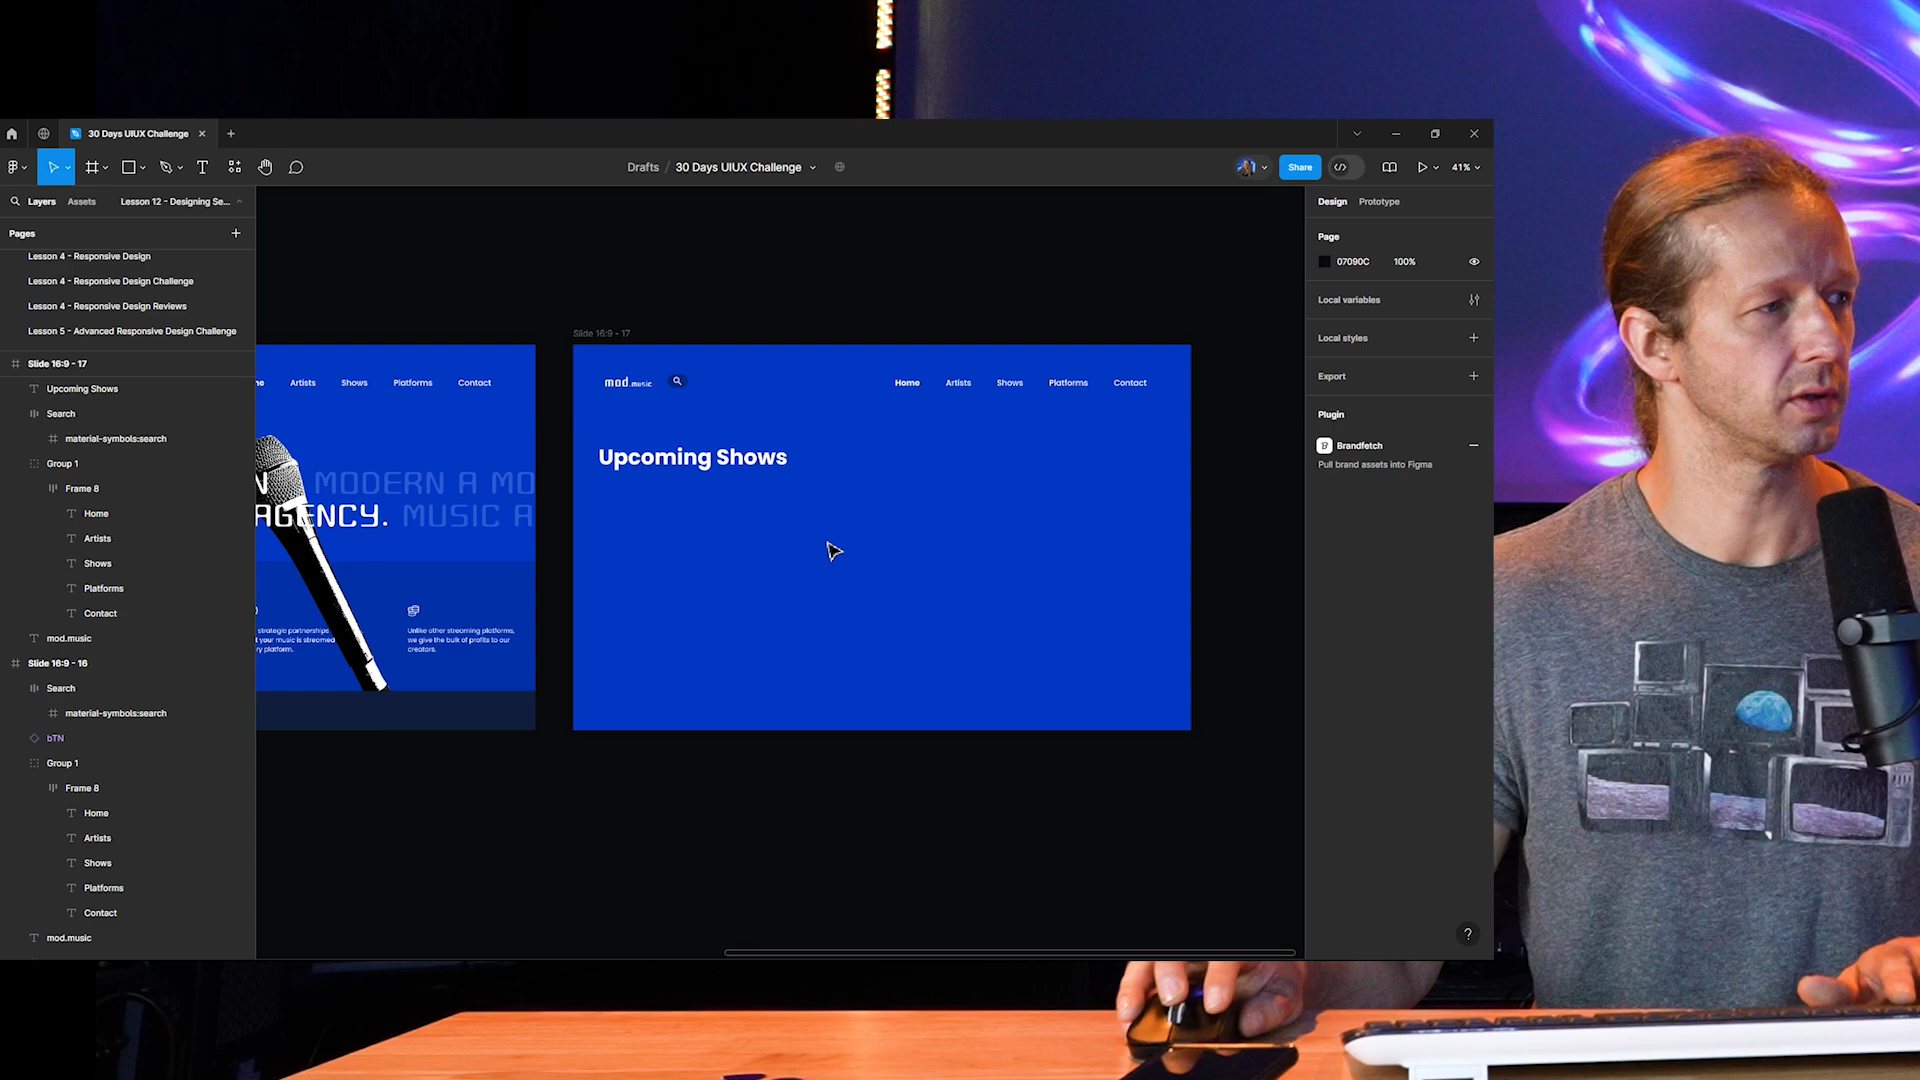 30 Days UIUX Challenge
Drafts / 30 Days UIUX Challenge
Share
41%
Layers
Assets
Lesson 12 - Designing Se...
Pages
Lesson 4 - Responsive Design
Lesson 4 - Responsive Design Challenge
Lesson 4 - Responsive Design Reviews
Lesson 5 - Advanced Responsive Design Challenge
Slide 16:9 - 17
Upcoming Shows
Search
material-symbols:search
Group 1
Frame 8
Home
Artists
Shows
Platforms
Contact
mod.music
Slide 16:9 - 16
Search
material-symbols:search
bTN
Group 1
Frame 8
Home
Artists
Shows
Platforms
Contact
mod.music
Artists
Shows
Platforms
Contact
N MODERN A MO
AGENCY. MUSIC A
strategic partnerships
t your music is streamed
ry platform.
Unlike other streaming platforms,
we give the bulk of profits to our
creators.
Slide 16:9 - 17
mod.music
Home
Artists
Shows
Platforms
Contact
Upcoming Shows
Design
Prototype
Page
07090C
100%
Local variables
Local styles
Export
Plugin
Brandfetch
Pull brand assets into Figma
?